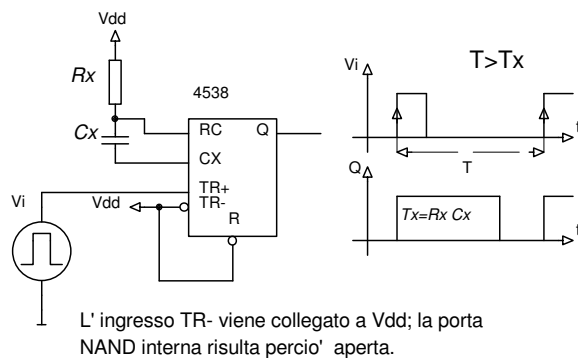 Vdd
Rx
Cx
4538
RC
Q
CX
TR+
TR-
R
Vdd
Vi
T>Tx
Vi
t
T
Q
Tx=Rx Cx
t
L' ingresso TR- viene collegato a Vdd; la porta
NAND interna risulta percio' aperta.